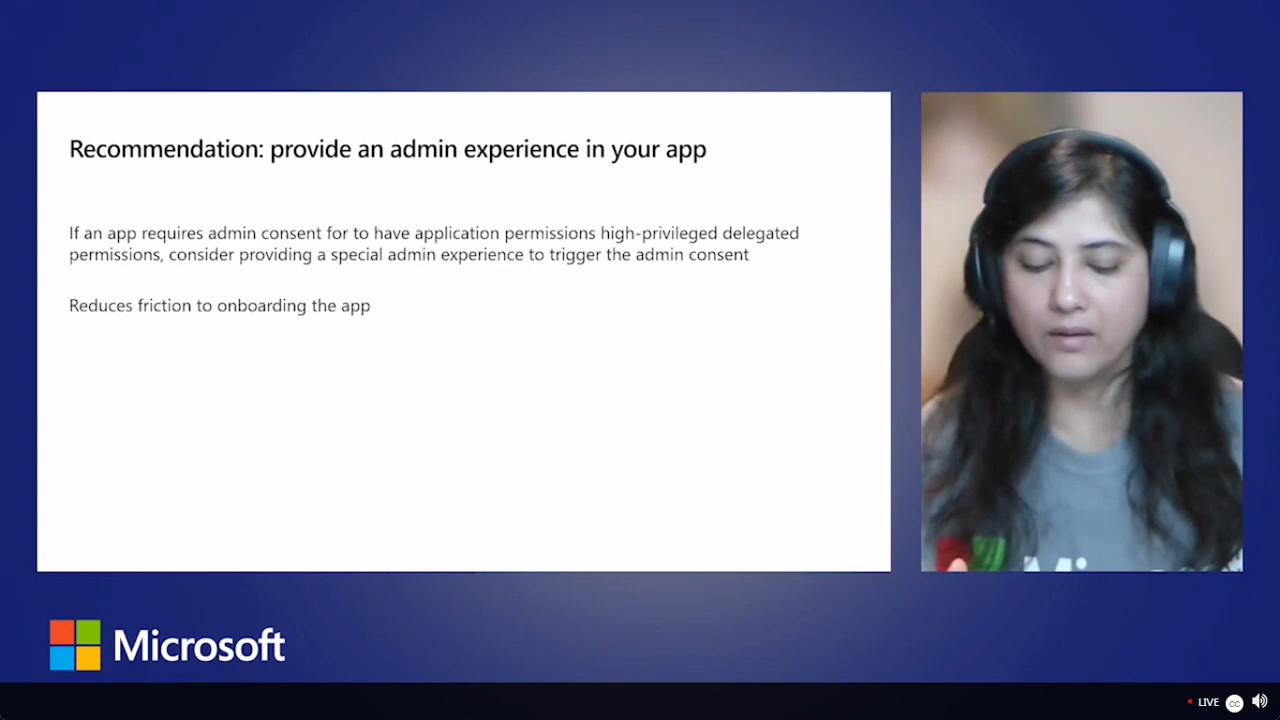 Recommendation: provide an admin experience in your app
If an app requires admin consent for to have application permissions high-privileged delegated
permissions, consider providing a special admin experience to trigger the admin consent
Reduces friction to onboarding the app
Microsoft
LIVE
CC